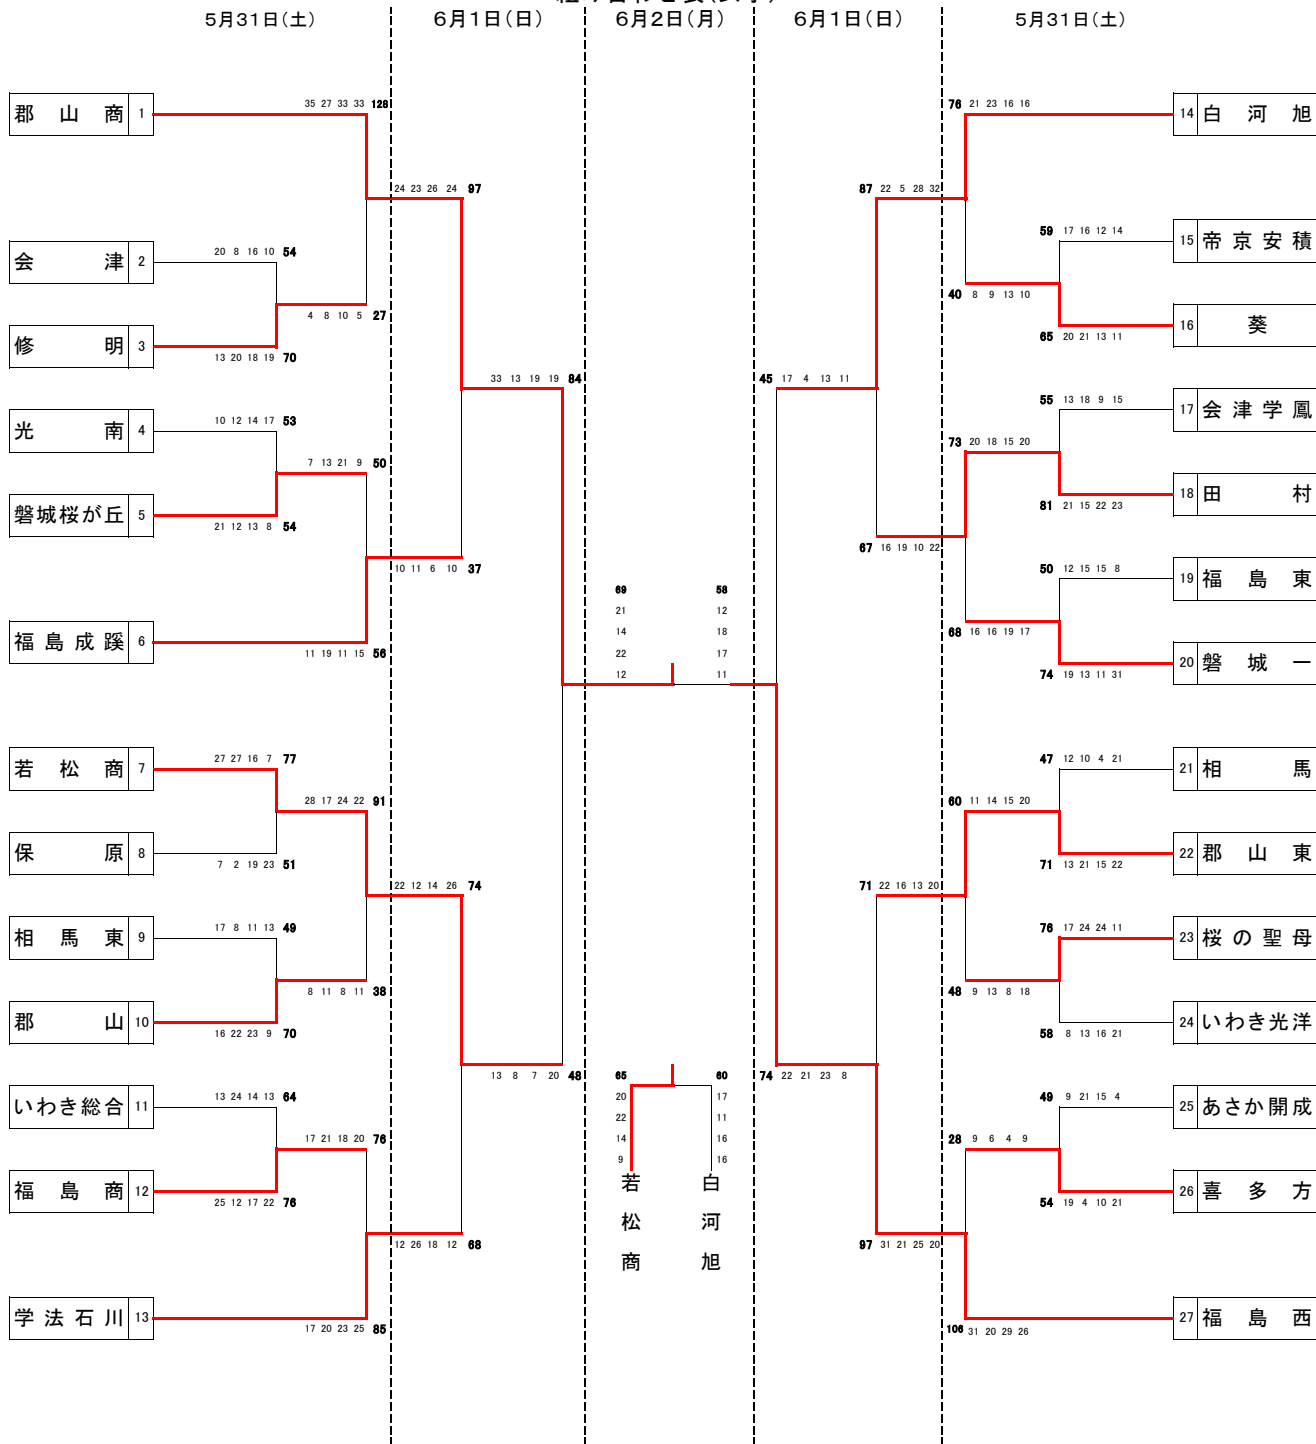 5月31日(土) 6月1日(日) 6月2日(月) 6月1日(日) 5月31日(土)
郡山商 1
35 27 33 33 128
24 23 26 24 97
会津 2
20 8 16 10 54
4 8 10 5 27
修明 3
13 20 18 19 70
33 13 19 19 84
光南 4
10 12 14 17 53
7 13 21 9 50
磐城桜が丘 5
21 12 13 8 54
10 11 6 10 37
福島成蹊 6
11 19 11 15 56
若松商 7
27 27 16 7 77
28 17 24 22 91
保原 8
7 2 19 23 51
22 12 14 26 74
相馬東 9
17 8 11 13 49
8 11 8 11 38
郡山 10
16 22 23 9 70
13 8 7 20 48
いわき総合 11
13 24 14 13 64
17 21 18 20 76
福島商 12
25 12 17 22 76
12 26 18 12 68
学法石川 13
17 20 23 25 85
69 58
21 12
14 18
22 17
12 11
65 60
20 17
22 11
14 16
9 16
若松商
白河旭
76 21 23 16 16
14 白河旭
87 22 5 28 32
59 17 16 12 14
15 帝京安積
40 8 9 13 10
65 20 21 13 11
16 葵
45 17 4 13 11
55 13 18 9 15
17 会津学鳳
73 20 18 15 20
81 21 15 22 23
18 田村
67 16 19 10 22
50 12 15 15 8
19 福島東
68 16 16 19 17
74 19 13 11 31
20 磐城一
47 12 10 4 21
21 相馬
60 11 14 15 20
71 13 21 15 22
22 郡山東
71 22 16 13 20
76 17 24 24 11
23 桜の聖母
48 9 13 8 18
58 8 13 16 21
24 いわき光洋
74 22 21 23 8
49 9 21 15 4
25 あさか開成
28 9 6 4 9
54 19 4 10 21
26 喜多方
97 31 21 25 20
106 31 20 29 26
27 福島西